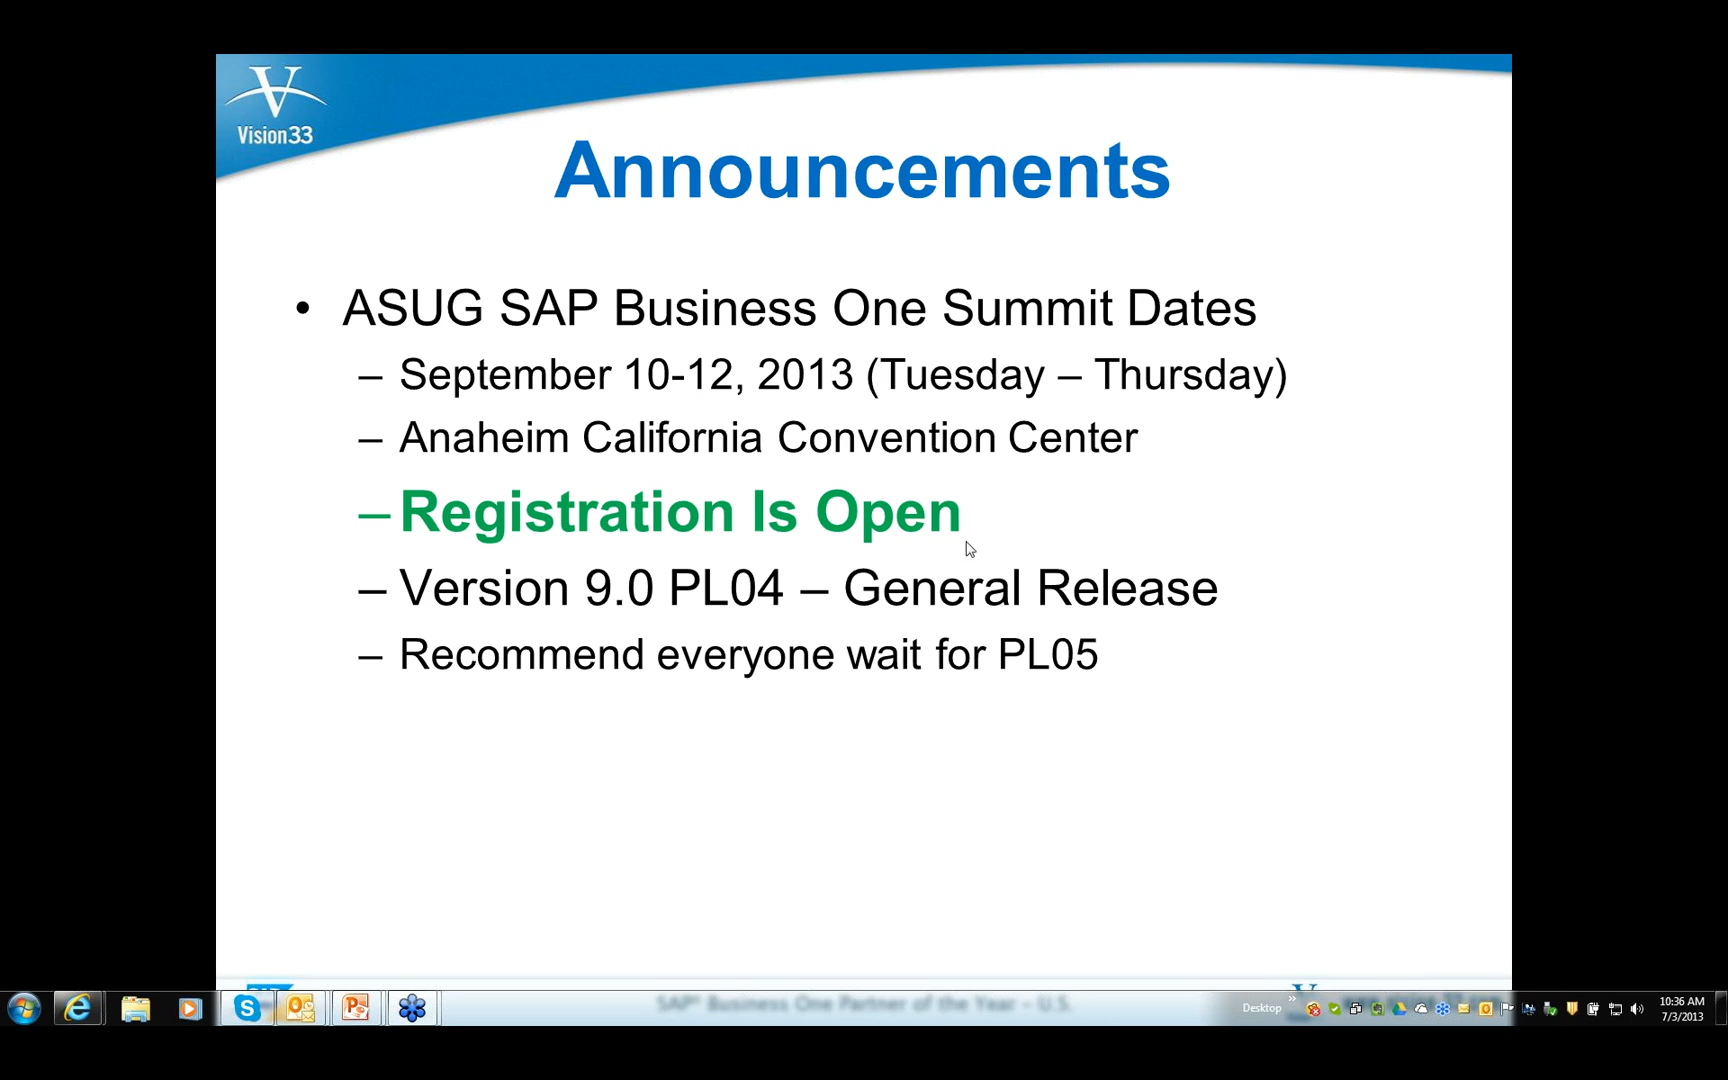 Vision33
Announcements
• ASUG SAP Business One Summit Dates
– September 10-12, 2013 (Tuesday – Thursday)
– Anaheim California Convention Center
– Registration Is Open
– Version 9.0 PL04 – General Release
– Recommend everyone wait for PL05
SAP® Business One Partner of the Year – U.S.
Desktop
10:36 AM
7/3/2013